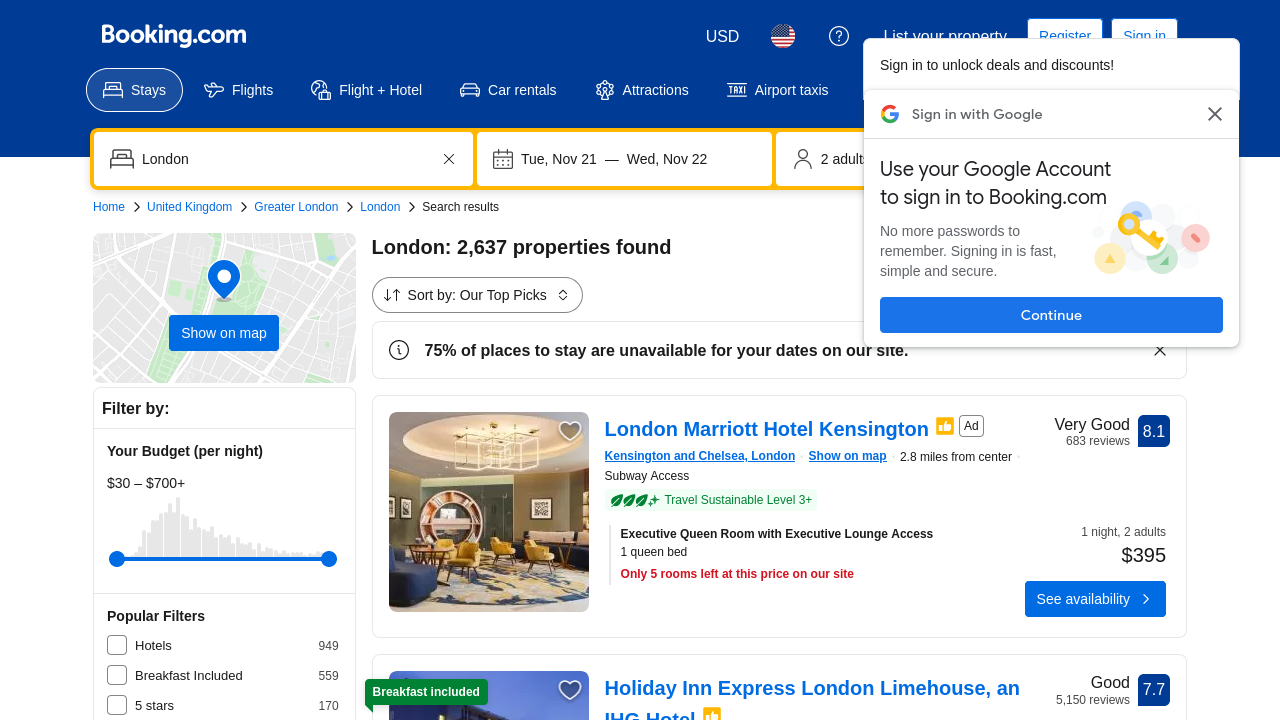 Booking.com
USD
List your property
Register
Sign in
Stays
Flights
Flight + Hotel
Car rentals
Attractions
Airport taxis
TAXI
Sign in to unlock deals and discounts!
Sign in with Google
Use your Google Account
to sign in to Booking.com
No more passwords to
remember. Signing in is fast,
simple and secure.
Continue
London
Tue, Nov 21 — Wed, Nov 22
2 adults
Home
United Kingdom
Greater London
London
Search results
Show on map
London: 2,637 properties found
Sort by: Our Top Picks
75% of places to stay are unavailable for your dates on our site.
Filter by:
Your Budget (per night)
$30 – $700+
Popular Filters
Hotels 949
Breakfast Included 559
5 stars 170
London Marriott Hotel Kensington
Ad
Kensington and Chelsea, London · Show on map · 2.8 miles from center ·
Subway Access
Travel Sustainable Level 3+
Very Good
683 reviews
8.1
Executive Queen Room with Executive Lounge Access
1 queen bed
Only 5 rooms left at this price on our site
1 night, 2 adults
$395
See availability
Breakfast included
Holiday Inn Express London Limehouse, an
IHG Hotel
Good
5,150 reviews
7.7